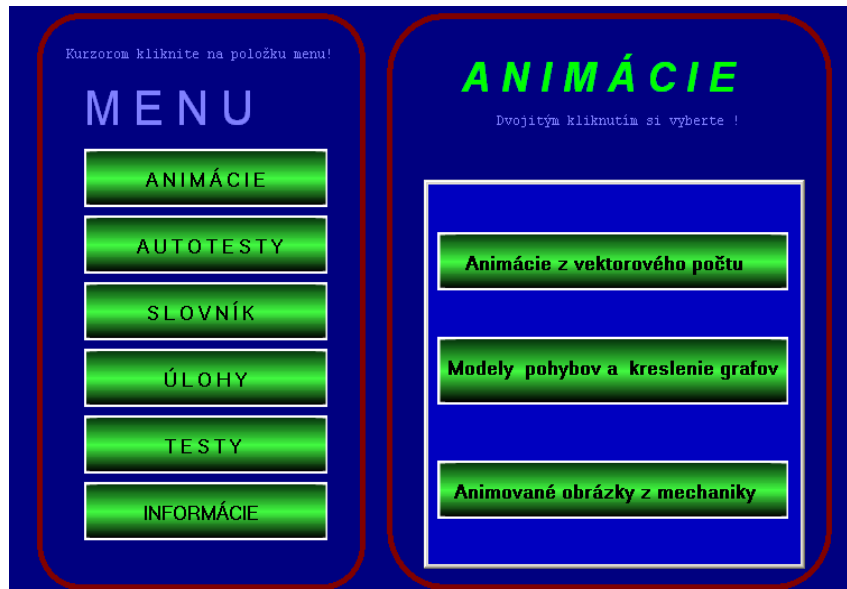 Kurzorom kliknite na položku menu!
MENU
ANIMÁCIE
AUTOTESTY
SLOVNÍK
ÚLOHY
TESTY
INFORMÁCIE
ANIMÁCIE
Dvojitým kliknutím si vyberte !
Animácie z vektorového počtu
Modely pohybov a kreslenie grafov
Animované obrázky z mechaniky